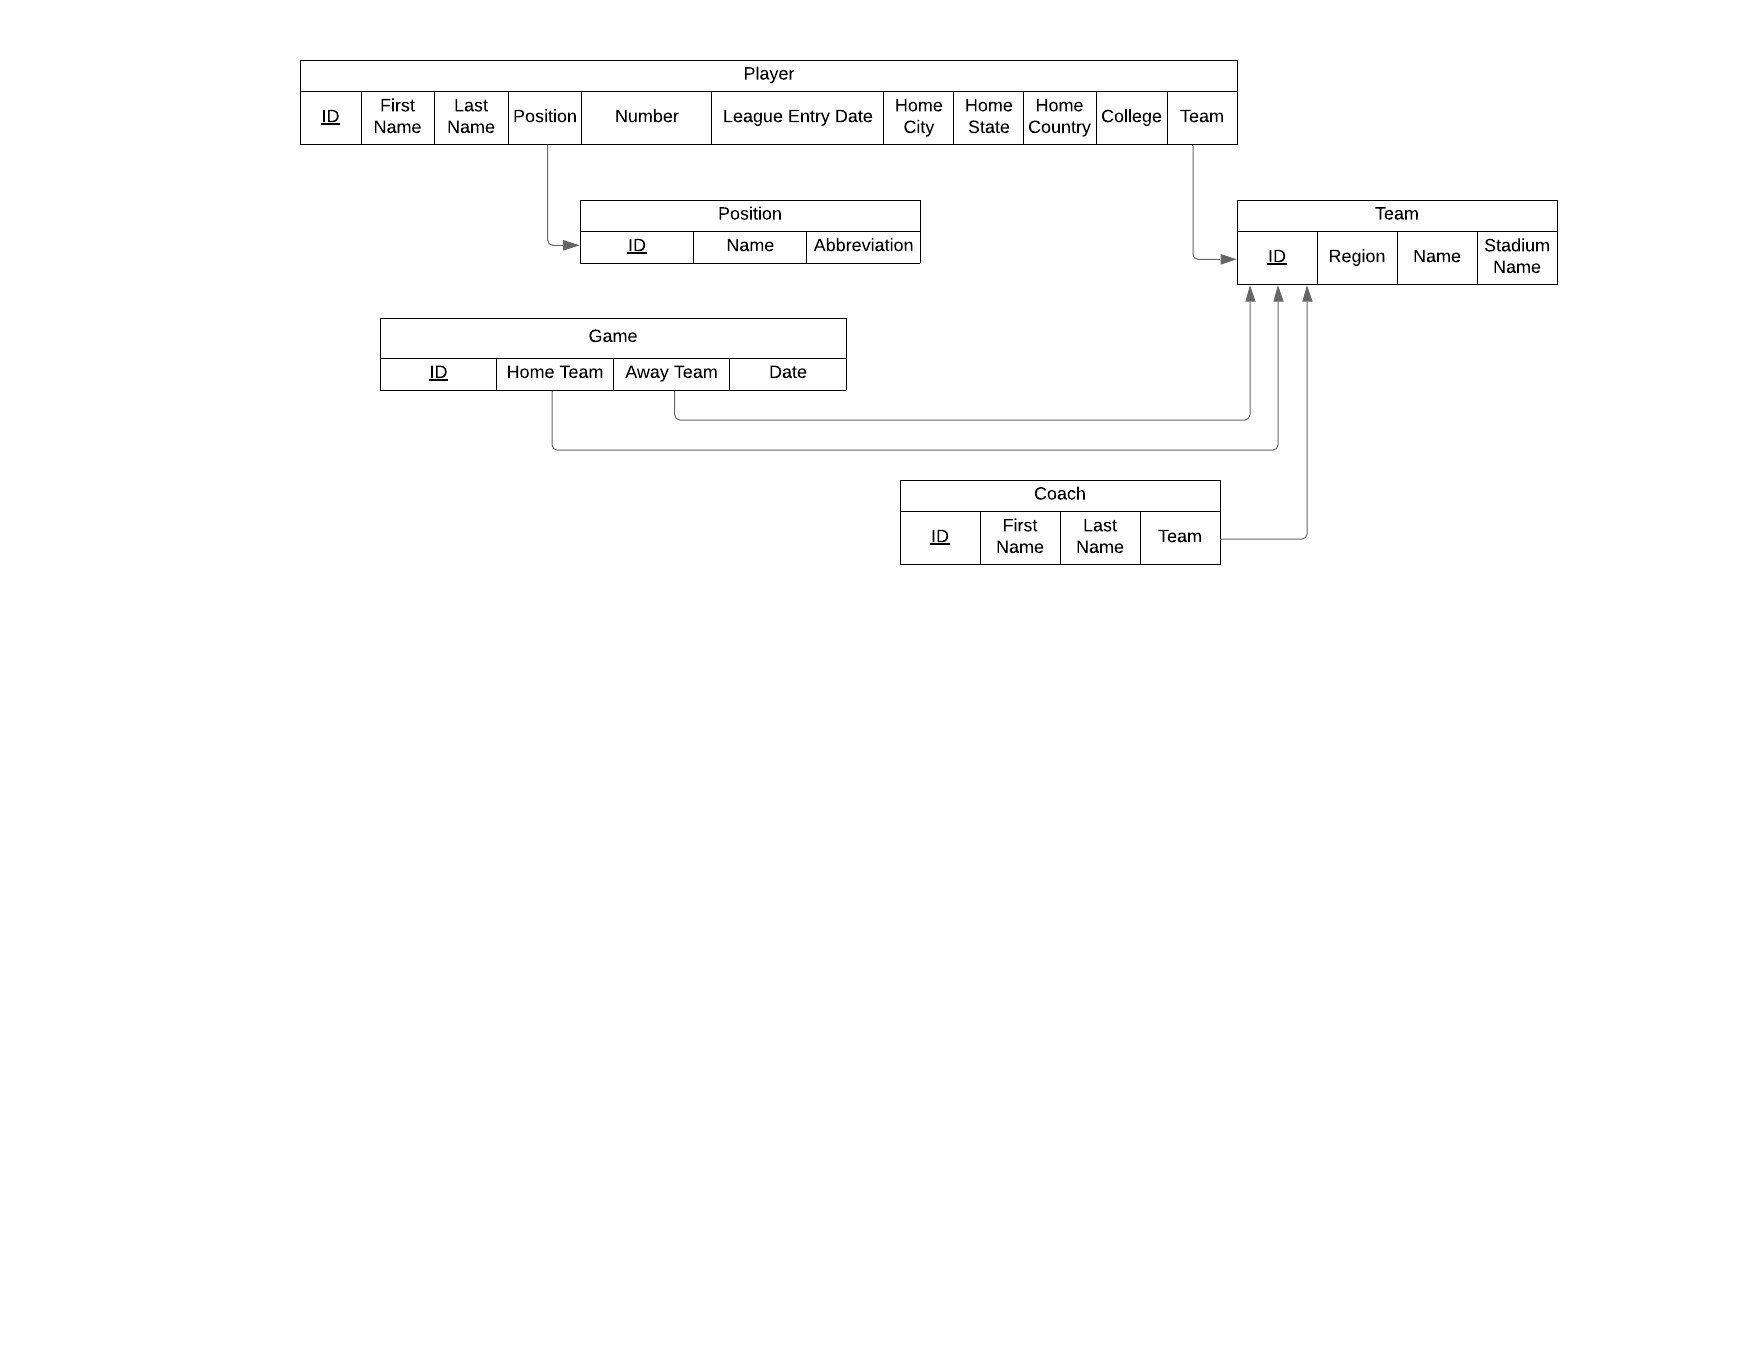 Player
ID
First
Name
Last
Name
Position
Number
League Entry Date
Home
City
Home
State
Home
Country
College
Team
Position
ID
Name
Abbreviation
Team
ID
Region
Name
Stadium
Name
Game
ID
Home Team
Away Team
Date
Coach
ID
First
Name
Last
Name
Team